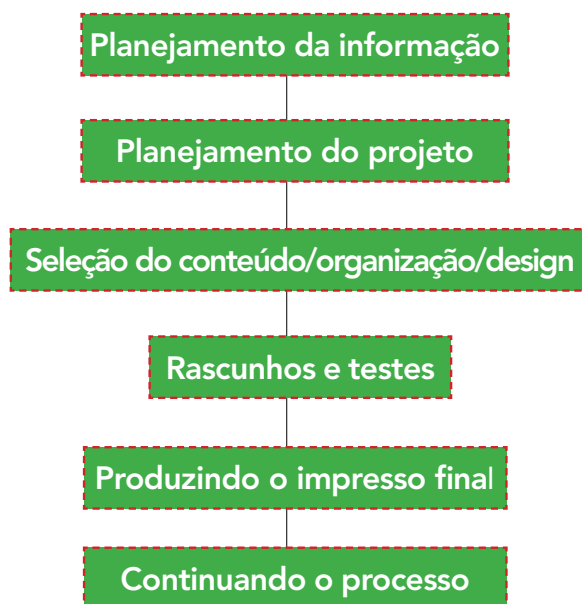 Planejamento da informação
Planejamento do projeto
Seleção do conteúdo/organização/design
Rascunhos e testes
Produzindo o impresso final
Continuando o processo